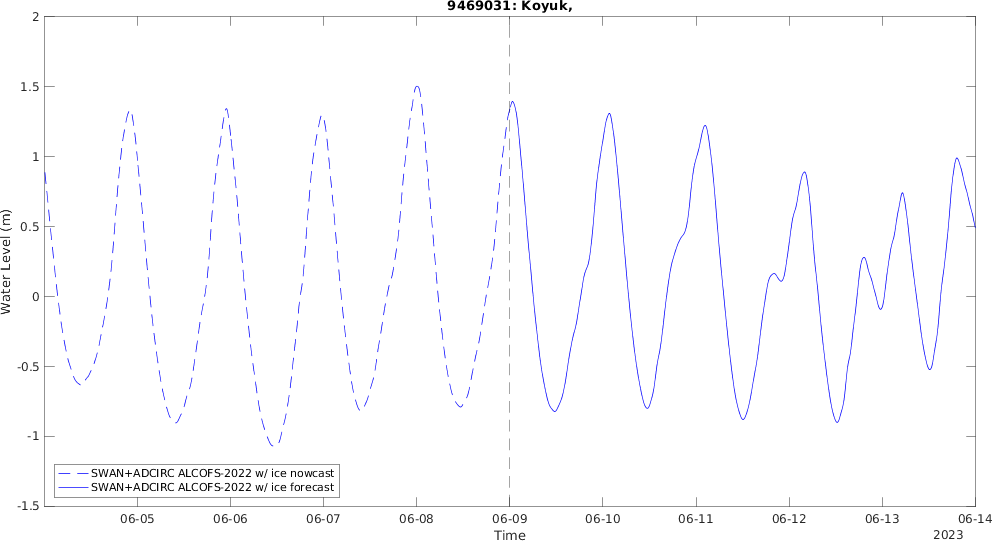 9469031: Koyuk,
2
1.5
1
0.5
0
-0.5
-1
-1.5
Water Level (m)
SWAN+ADCIRC ALCOFS-2022 w/ ice nowcast
SWAN+ADCIRC ALCOFS-2022 w/ ice forecast
06-05 06-06 06-07 06-08 06-09 06-10 06-11 06-12 06-13 06-14
Time
2023